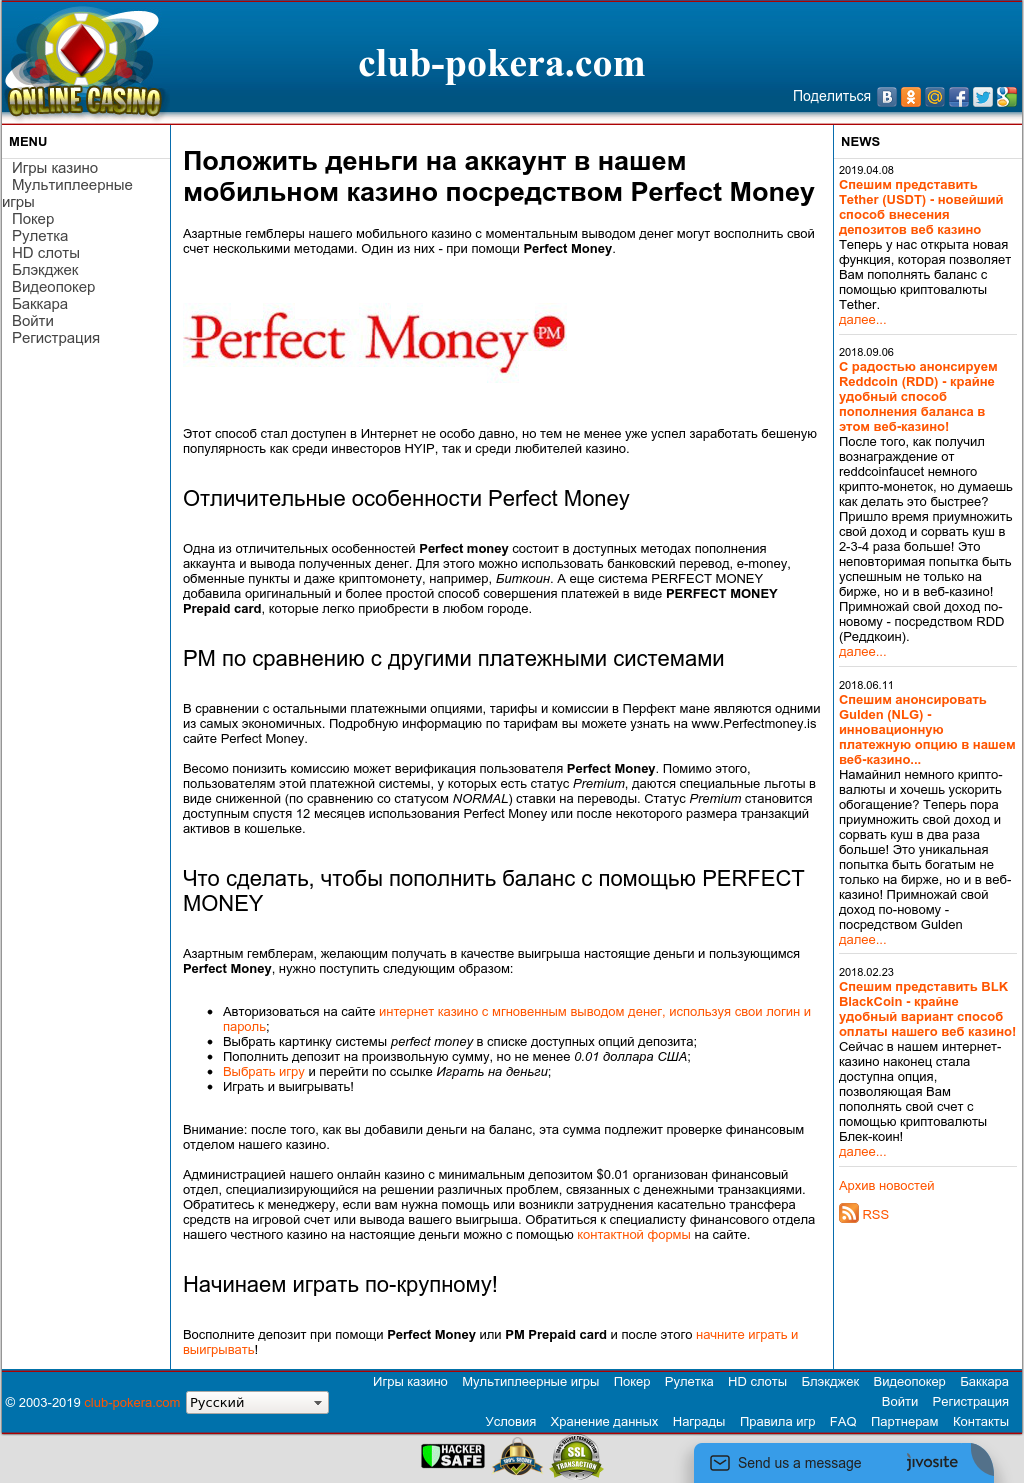 ONLINE CASINO
club-pokera.com
Поделиться
MENU
Игры казино
Мультиплеерные
игры
Покер
Рулетка
HD слоты
Блэкджек
Видеопокер
Баккара
Войти
Регистрация
Положить деньги на аккаунт в нашем
мобильном казино посредством Perfect Money
Азартные гемблеры нашего мобильного казино с моментальным выводом денег могут восполнить свой
счет несколькими методами. Один из них - при помощи Perfect Money.
Perfect Money PM
Этот способ стал доступен в Интернет не особо давно, но тем не менее уже успел заработать бешеную
популярность как среди инвесторов HYIP, так и среди любителей казино.
Отличительные особенности Perfect Money
Одна из отличительных особенностей Perfect money состоит в доступных методах пополнения
аккаунта и вывода полученных денег. Для этого можно использовать банковский перевод, e-money,
обменные пункты и даже криптомонету, например, Биткоин. А еще система PERFECT MONEY
добавила оригинальный и более простой способ совершения платежей в виде PERFECT MONEY
Prepaid card, которые легко приобрести в любом городе.
PM по сравнению с другими платежными системами
В сравнении с остальными платежными опциями, тарифы и комиссии в Перфект мане являются одними
из самых экономичных. Подробную информацию по тарифам вы можете узнать на www.Perfectmoney.is
сайте Perfect Money.
Весомо понизить комиссию может верификация пользователя Perfect Money. Помимо этого,
пользователям этой платежной системы, у которых есть статус Premium, даются специальные льготы в
виде сниженной (по сравнению со статусом NORMAL) ставки на переводы. Статус Premium становится
доступным спустя 12 месяцев использования Perfect Money или после некоторого размера транзакций
активов в кошельке.
Что сделать, чтобы пополнить баланс с помощью PERFECT
MONEY
Азартным гемблерам, желающим получать в качестве выигрыша настоящие деньги и пользующимся
Perfect Money, нужно поступить следующим образом:
Авторизоваться на сайте интернет казино с мгновенным выводом денег, используя свои логин и
пароль;
Выбрать картинку системы perfect money в списке доступных опций депозита;
Пополнить депозит на произвольную сумму, но не менее 0.01 доллара США;
Выбрать игру и перейти по ссылке Играть на деньги;
Играть и выигрывать!
Внимание: после того, как вы добавили деньги на баланс, эта сумма подлежит проверке финансовым
отделом нашего казино.
Администрацией нашего онлайн казино с минимальным депозитом $0.01 организован финансовый
отдел, специализирующийся на решении различных проблем, связанных с денежными транзакциями.
Обратитесь к менеджеру, если вам нужна помощь или возникли затруднения касательно трансфера
средств на игровой счет или вывода вашего выигрыша. Обратиться к специалисту финансового отдела
нашего честного казино на настоящие деньги можно с помощью контактной формы на сайте.
Начинаем играть по-крупному!
Восполните депозит при помощи Perfect Money или PM Prepaid card и после этого начните играть и
выигрывать!
NEWS
2019.04.08
Спешим представить
Tether (USDT) - новейший
способ внесения
депозитов веб казино
Теперь у нас открыта новая
функция, которая позволяет
Вам пополнять баланс с
помощью криптовалюты
Tether.
далее...
2018.09.06
С радостью анонсируем
Reddcoin (RDD) - крайне
удобный способ
пополнения баланса в
этом веб-казино!
После того, как получил
вознаграждение от
reddcoinfaucet немного
крипто-монеток, но думаешь
как делать это быстрее?
Пришло время приумножить
свой доход и сорвать куш в
2-3-4 раза больше! Это
неповторимая попытка быть
успешным не только на
бирже, но и в веб-казино!
Примножай свой доход по-
новому - посредством RDD
(Реддкоин).
далее...
2018.06.11
Спешим анонсировать
Gulden (NLG) -
инновационную
платежную опцию в нашем
веб-казино...
Намайнил немного крипто-
валюты и хочешь ускорить
обогащение? Теперь пора
приумножить свой доход и
сорвать куш в два раза
больше! Это уникальная
попытка быть богатым не
только на бирже, но и в веб-
казино! Примножай свой
доход по-новому -
посредством Gulden
далее...
2018.02.23
Спешим представить BLK
BlackCoin - крайне
удобный вариант способ
оплаты нашего веб казино!
Сейчас в нашем интернет-
казино наконец стала
доступна опция,
позволяющая Вам
пополнять свой счет с
помощью криптовалюты
Блек-коин!
далее...
Архив новостей
RSS
© 2003-2019 club-pokera.com Русский
Игры казино Мультиплеерные игры Покер Рулетка HD слоты Блэкджек Видеопокер Баккара
Войти Регистрация
Условия Хранение данных Награды Правила игр FAQ Партнерам Контакты
HACKER
SAFE
100% SECURE
SSL
TRANSACTION
Send us a message
jivosite